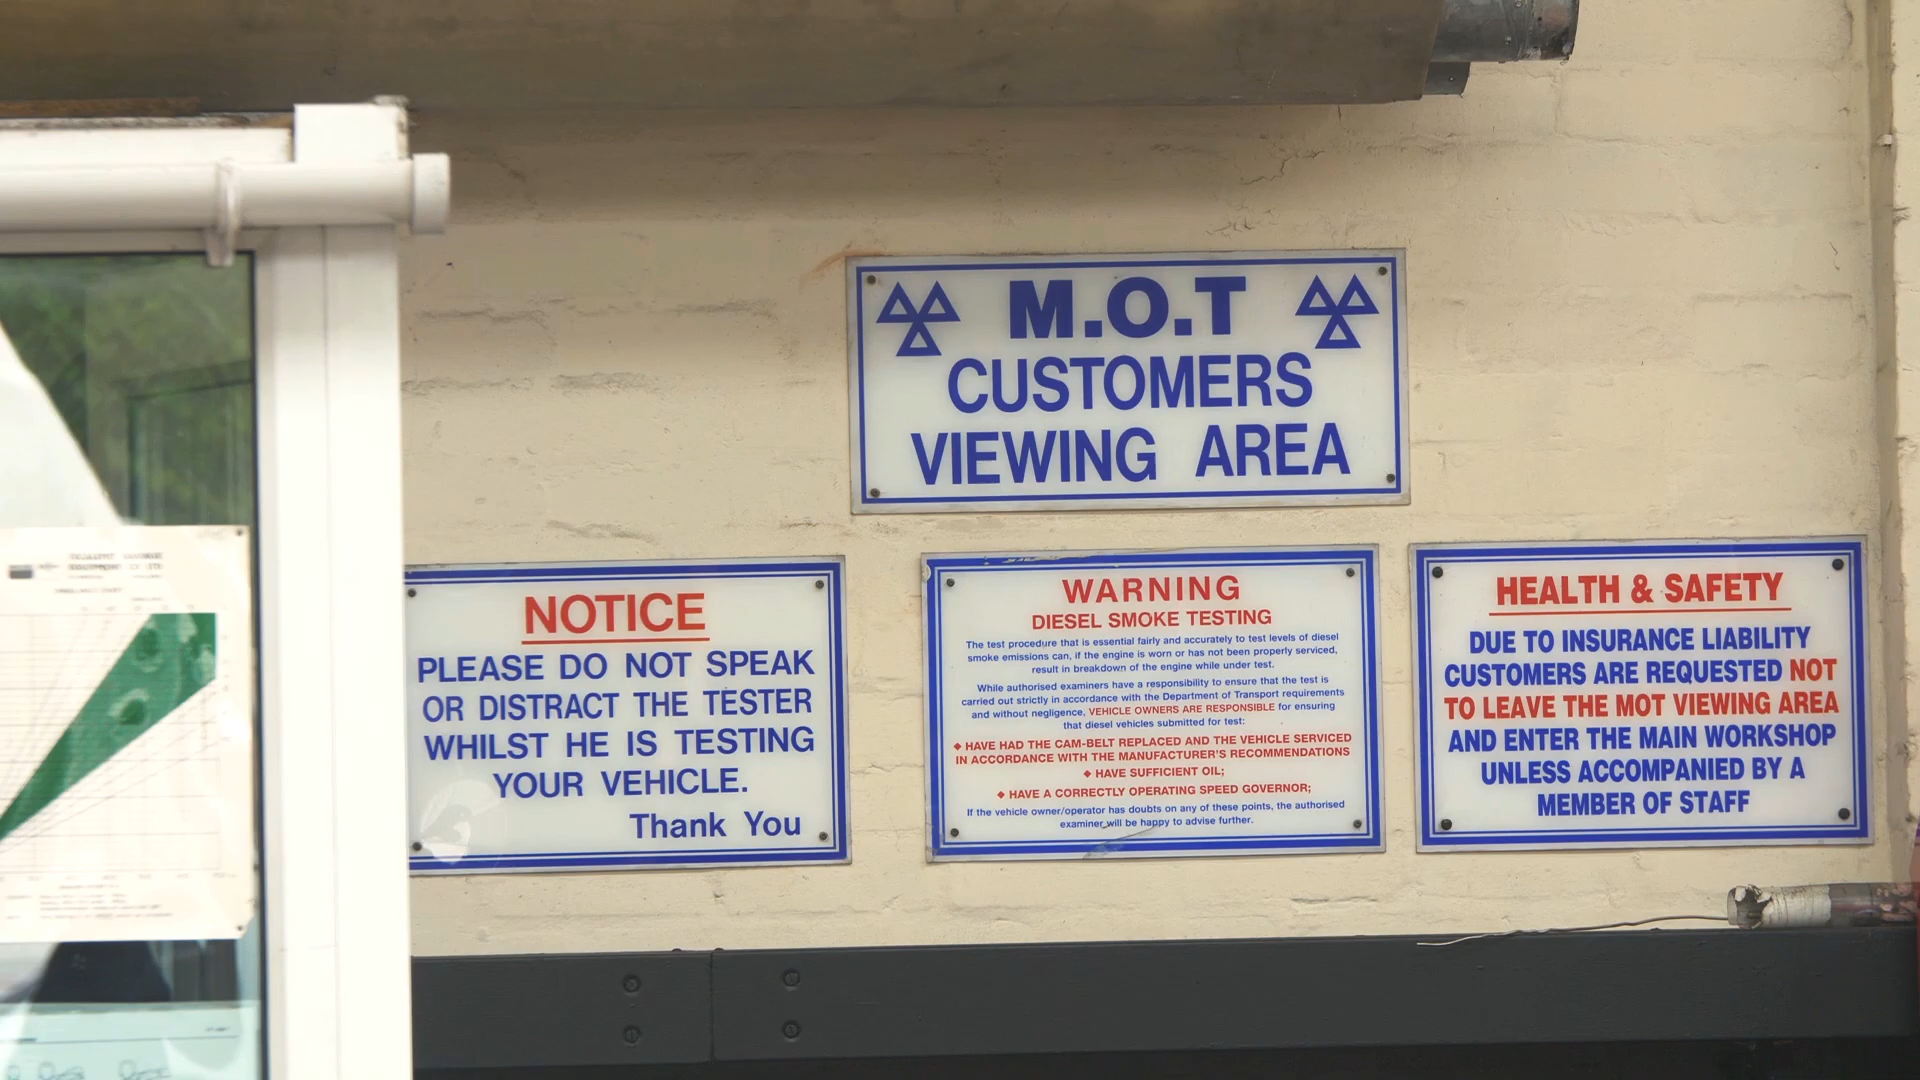 M.O.T
CUSTOMERS
VIEWING AREA
NOTICE
PLEASE DO NOT SPEAK
OR DISTRACT THE TESTER
WHILST HE IS TESTING
YOUR VEHICLE.
Thank You
WARNING
DIESEL SMOKE TESTING
The test procedure that is essential fairly and accurately to test levels of diesel
smoke emissions can, if the engine is worn or has not been properly serviced,
result in breakdown of the engine while under test.
While authorised examiners have a responsibility to ensure that the test is
carried out strictly in accordance with the Department of Transport requirements
and without negligence, VEHICLE OWNERS ARE RESPONSIBLE for ensuring
that diesel vehicles submitted for test:
◆ HAVE HAD THE CAM-BELT REPLACED AND THE VEHICLE SERVICED
IN ACCORDANCE WITH THE MANUFACTURER'S RECOMMENDATIONS
◆ HAVE SUFFICIENT OIL;
◆ HAVE A CORRECTLY OPERATING SPEED GOVERNOR;
If the vehicle owner/operator has doubts on any of these points, the authorised
examiner will be happy to advise further.
HEALTH & SAFETY
DUE TO INSURANCE LIABILITY
CUSTOMERS ARE REQUESTED NOT
TO LEAVE THE MOT VIEWING AREA
AND ENTER THE MAIN WORKSHOP
UNLESS ACCOMPANIED BY A
MEMBER OF STAFF